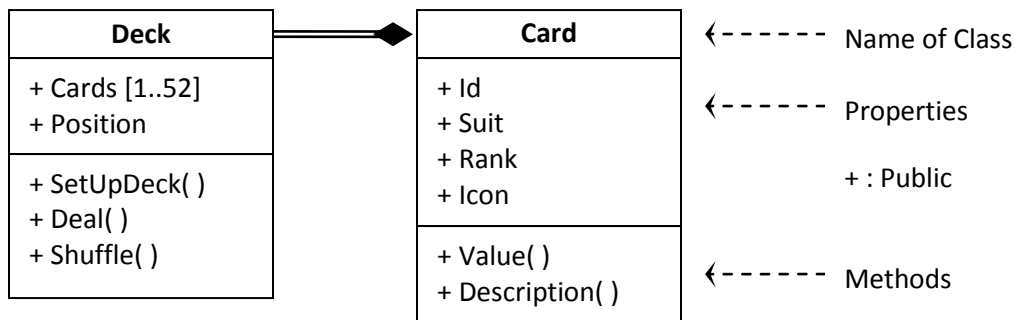 Deck
+ Cards [1..52]
+ Position
+ SetUpDeck( )
+ Deal( )
+ Shuffle( )
Card
+ Id
+ Suit
+ Rank
+ Icon
+ Value( )
+ Description( )
Name of Class
Properties
+ : Public
Methods